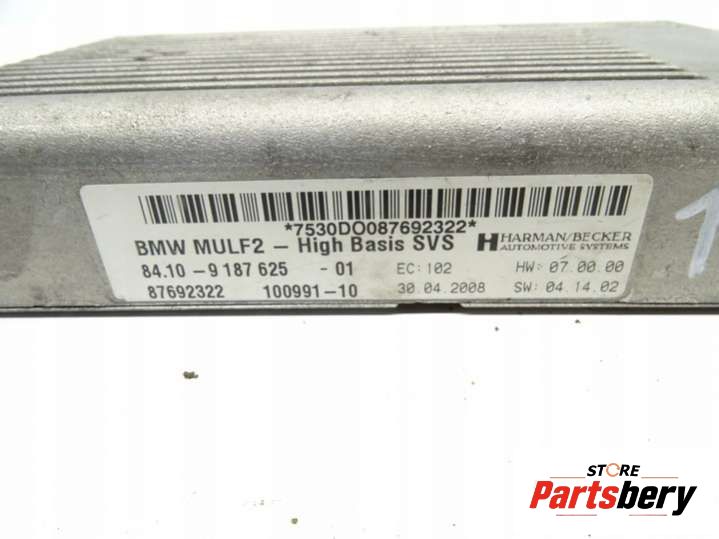 *7530DO087692322*
BMW MULF2 - High Basis SVS
HARMAN/BECKER
AUTOMOTIVE SYSTEMS
84.10 - 9 187 625 - 01 EC: 102 HW: 07.00.00
87692322 100991-10 30.04.2008 SW: 04.14.02
1
STORE
Partsbery